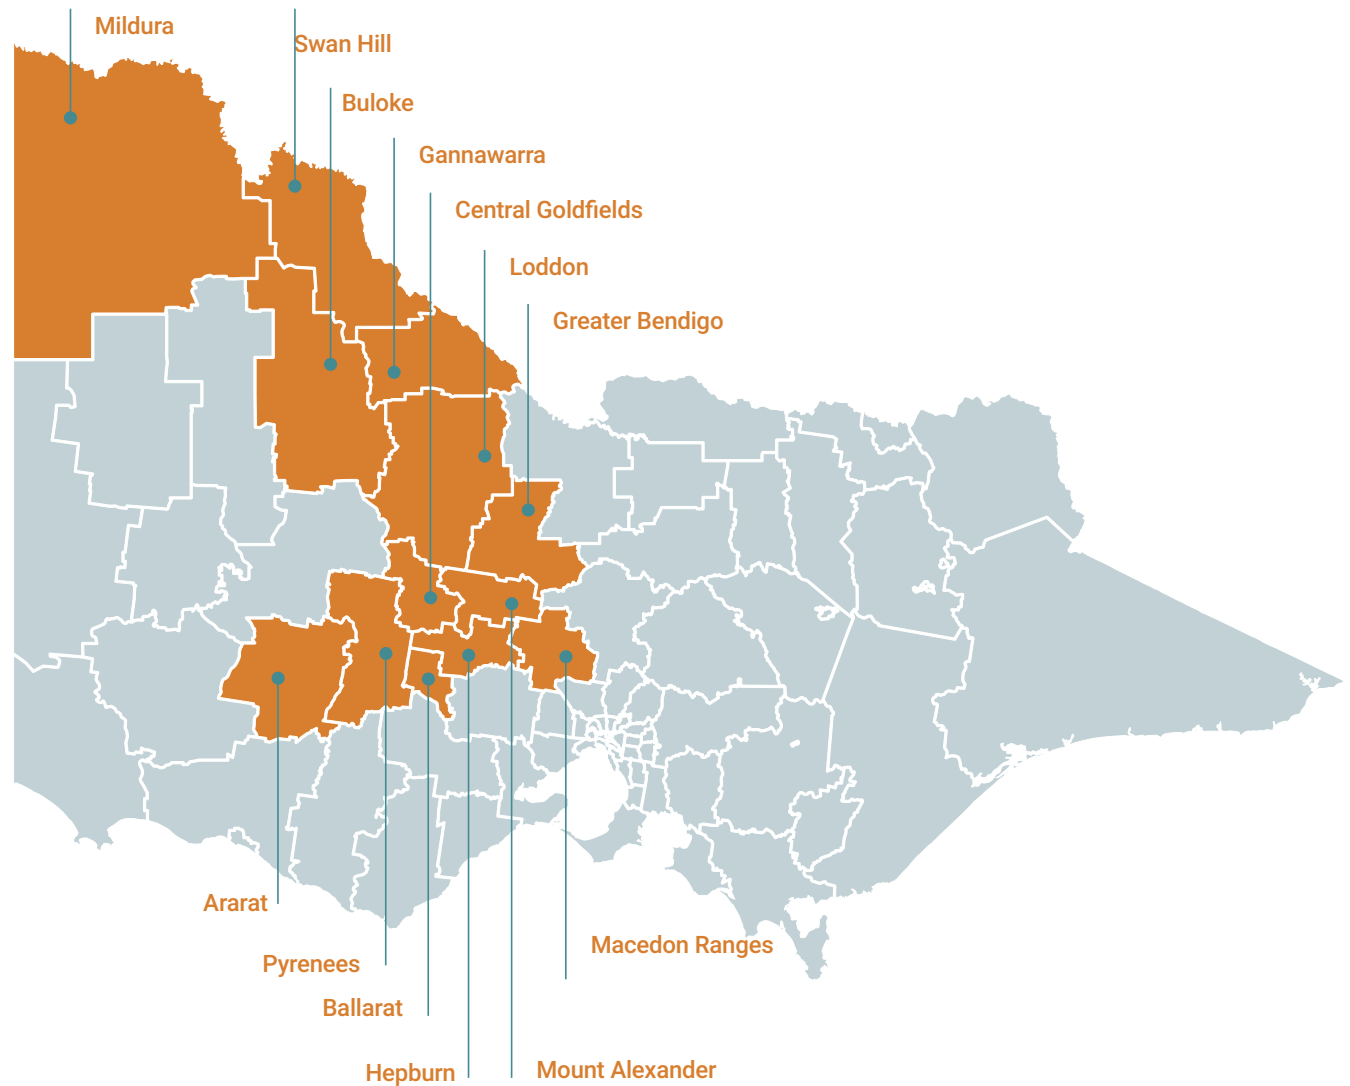 Mildura
Swan Hill
Buloke
Gannawarra
Central Goldfields
Loddon
Greater Bendigo
Ararat
Macedon Ranges
Pyrenees
Ballarat
Hepburn
Mount Alexander